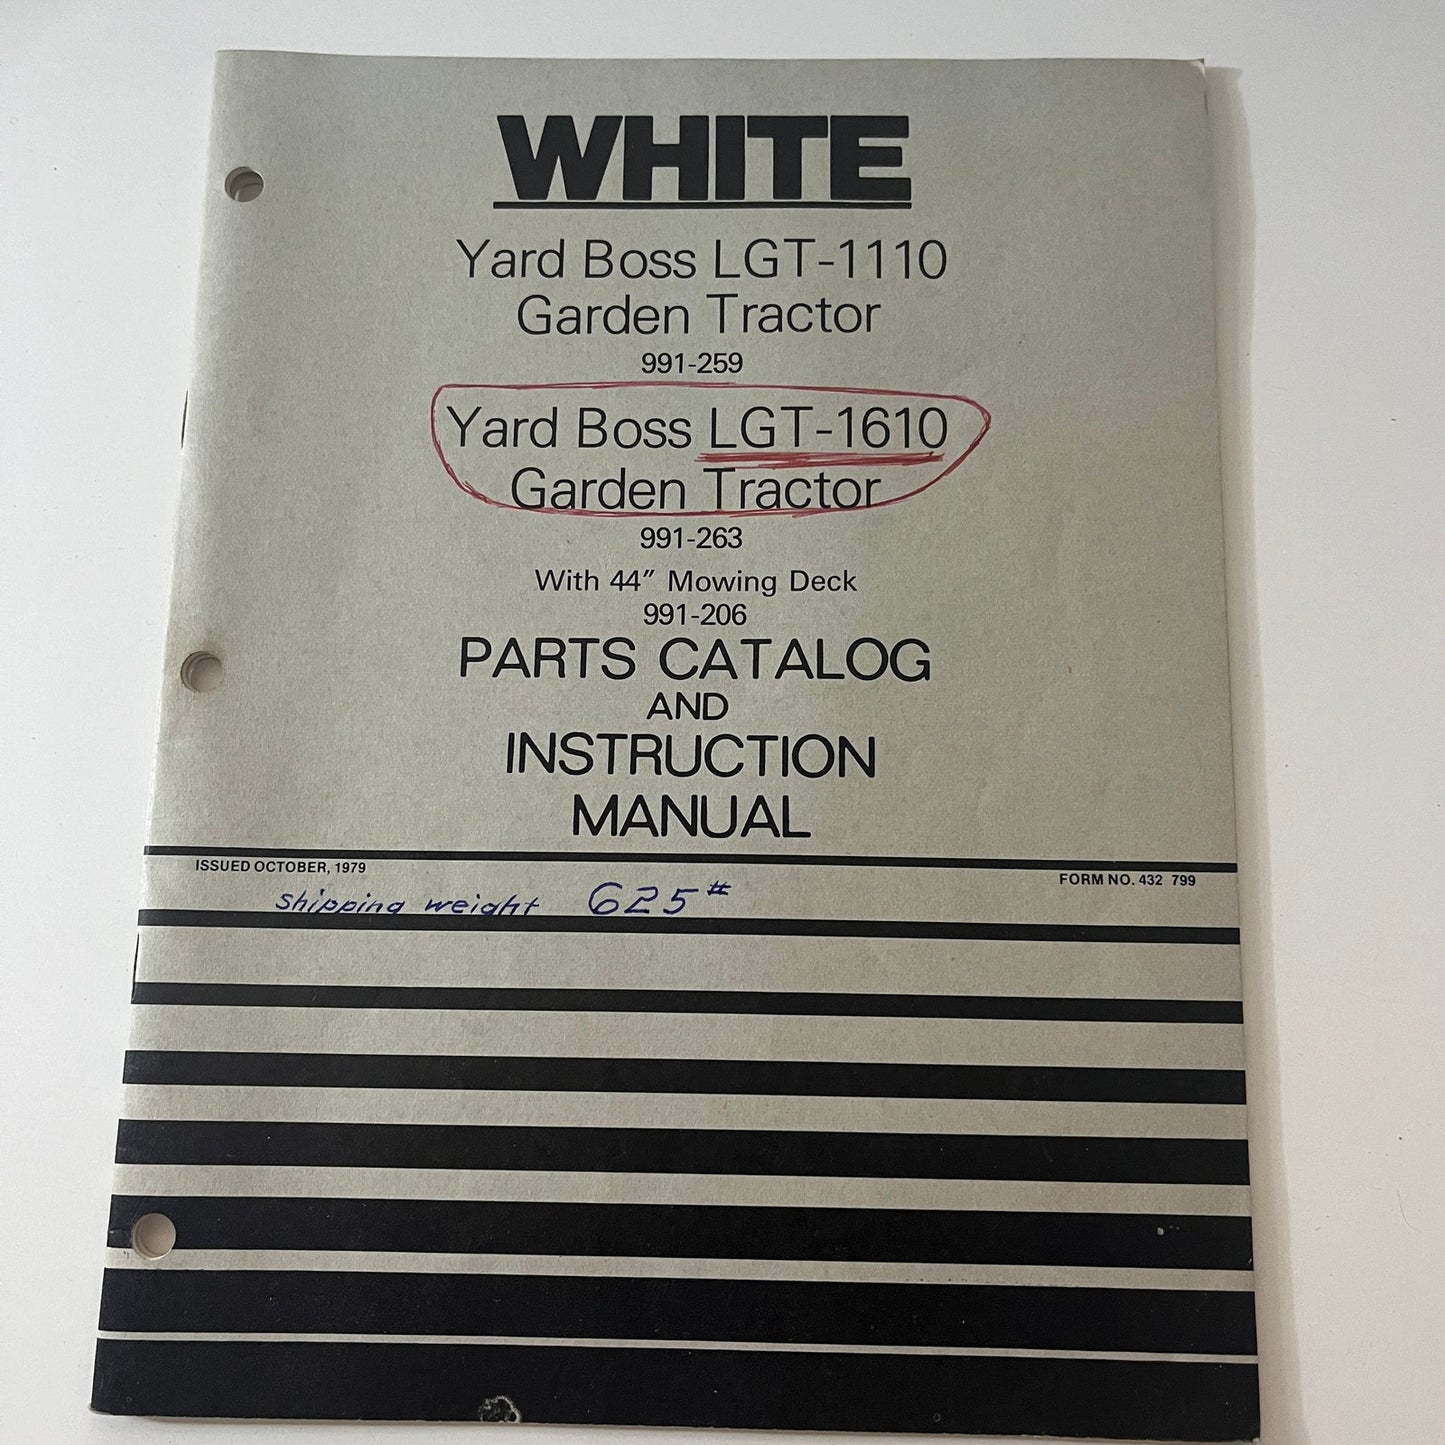 WHITE
Yard Boss LGT-1110
Garden Tractor
991-259
Yard Boss LGT-1610
Garden Tractor
991-263
With 44" Mowing Deck
991-206
PARTS CATALOG
AND
INSTRUCTION
MANUAL
ISSUED OCTOBER, 1979
FORM NO. 432 799
shipping weight 625#